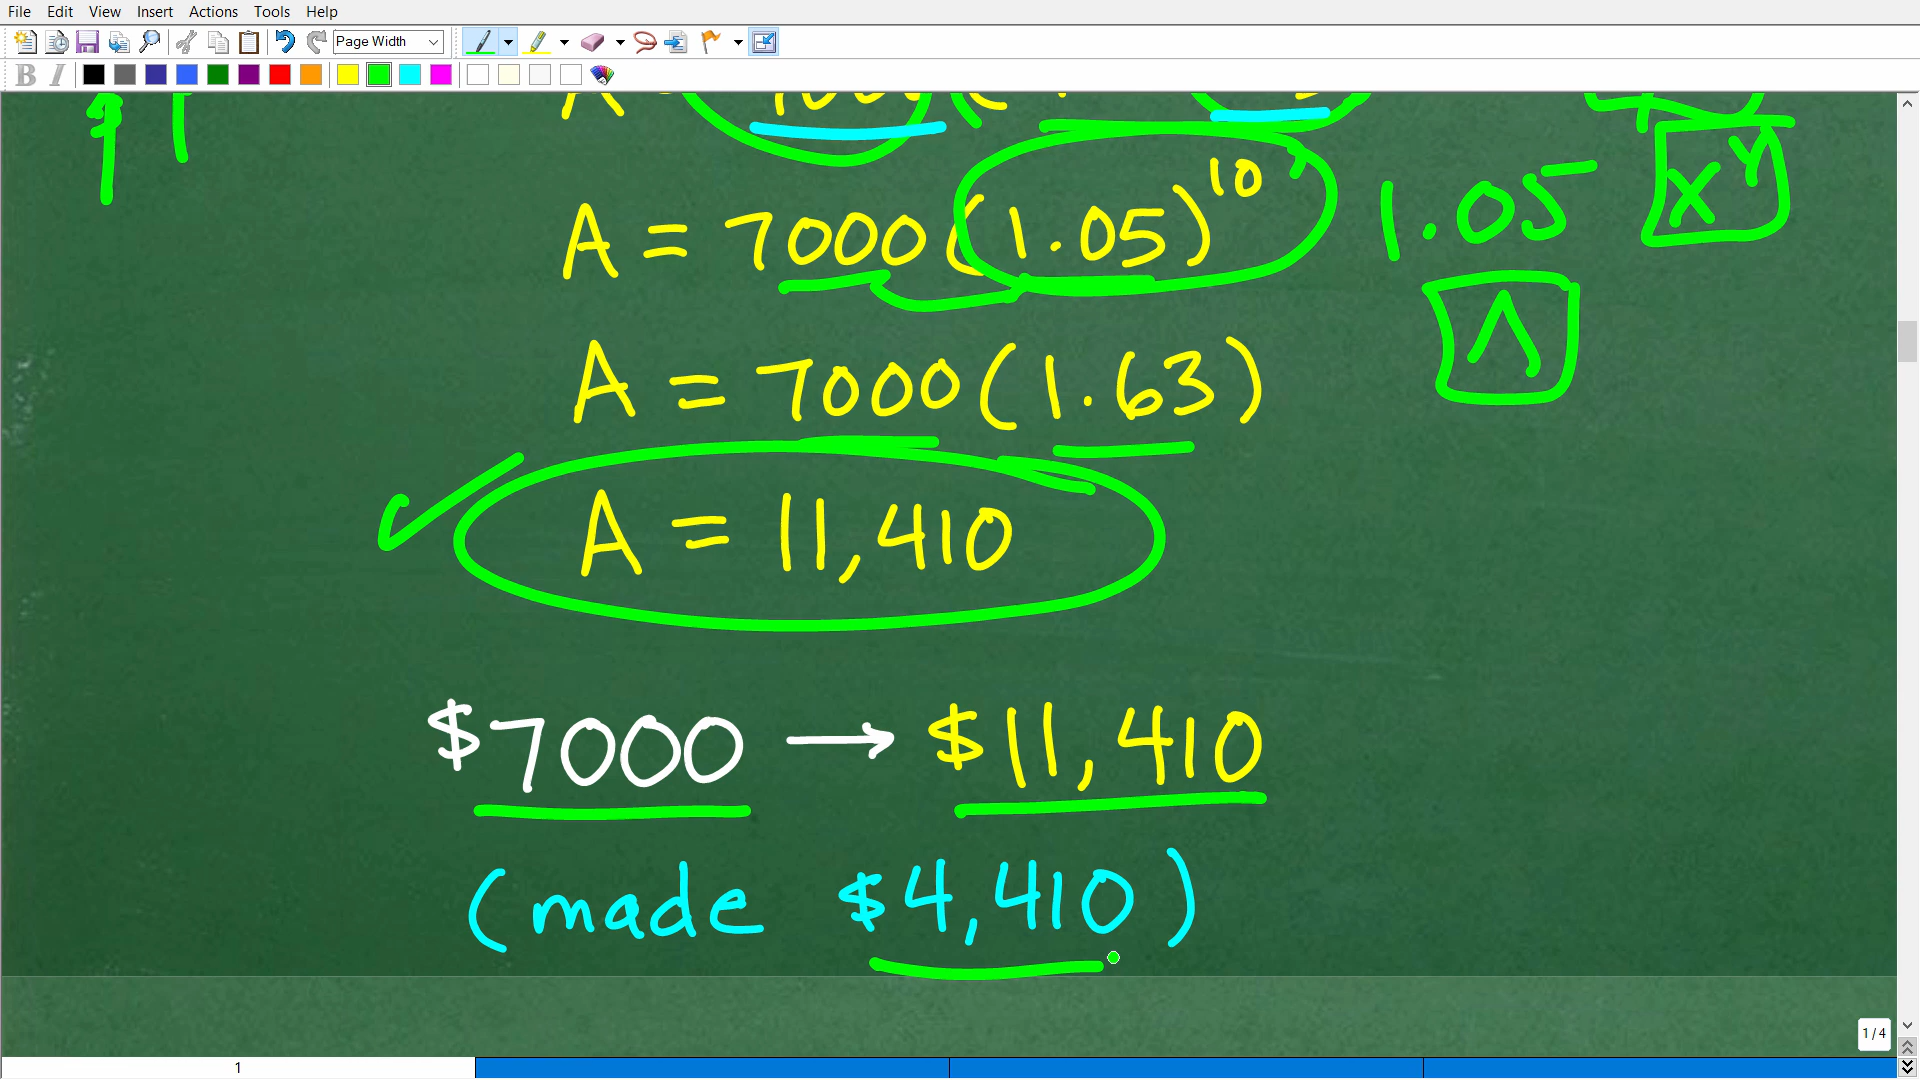 File Edit View Insert Actions Tools Help
Page Width
B I
A = 7000(1.05)^10
1.05 x^y
^
A = 7000(1.63)
A = 11,410
$7000 → $11,410
(made $4,410)
1 / 4
1